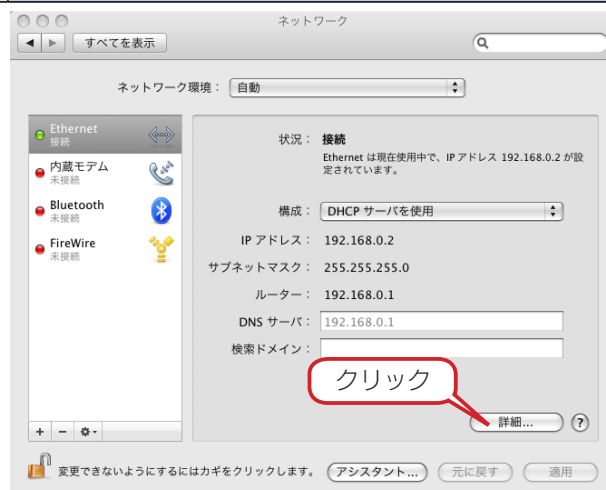 ネットワーク
すべてを表示
ネットワーク環境： 自動
Ethernet
接続
内蔵モデム
未接続
Bluetooth
未接続
FireWire
未接続
状況： 接続
Ethernet は現在使用中で、IP アドレス 192.168.0.2 が設
定されています。
構成： DHCP サーバを使用
IP アドレス： 192.168.0.2
サブネットマスク： 255.255.255.0
ルーター： 192.168.0.1
DNS サーバ： 192.168.0.1
検索ドメイン：
クリック
詳細... ?
+ −
変更できないようにするにはカギをクリックします。 アシスタント... 元に戻す 適用